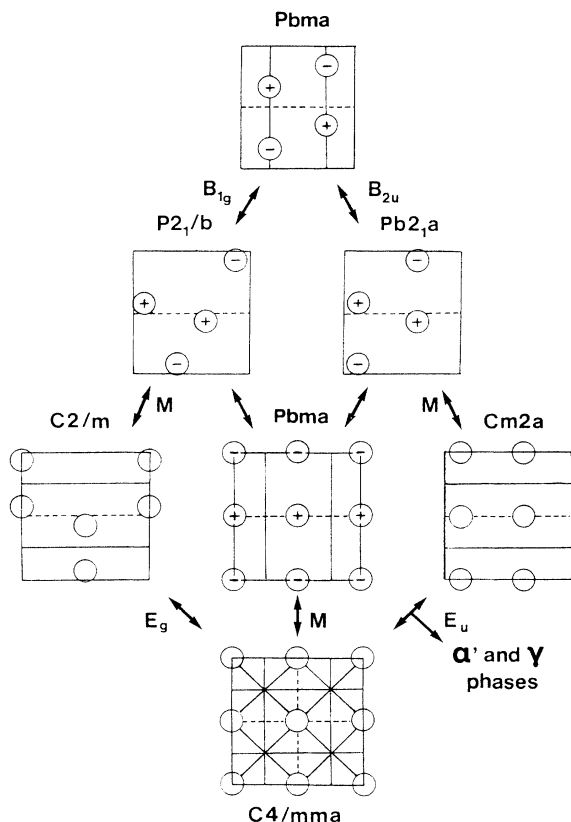 Pbma
- 
+
+
-
B1g
B2u
P21/b
Pb21a
-
-
+
+
+
+
-
-
M
M
C2/m
Pbma
Cm2a
- - -
+ + +
- - -
Eg
M
Eu
α' and γ
phases
C4/mma